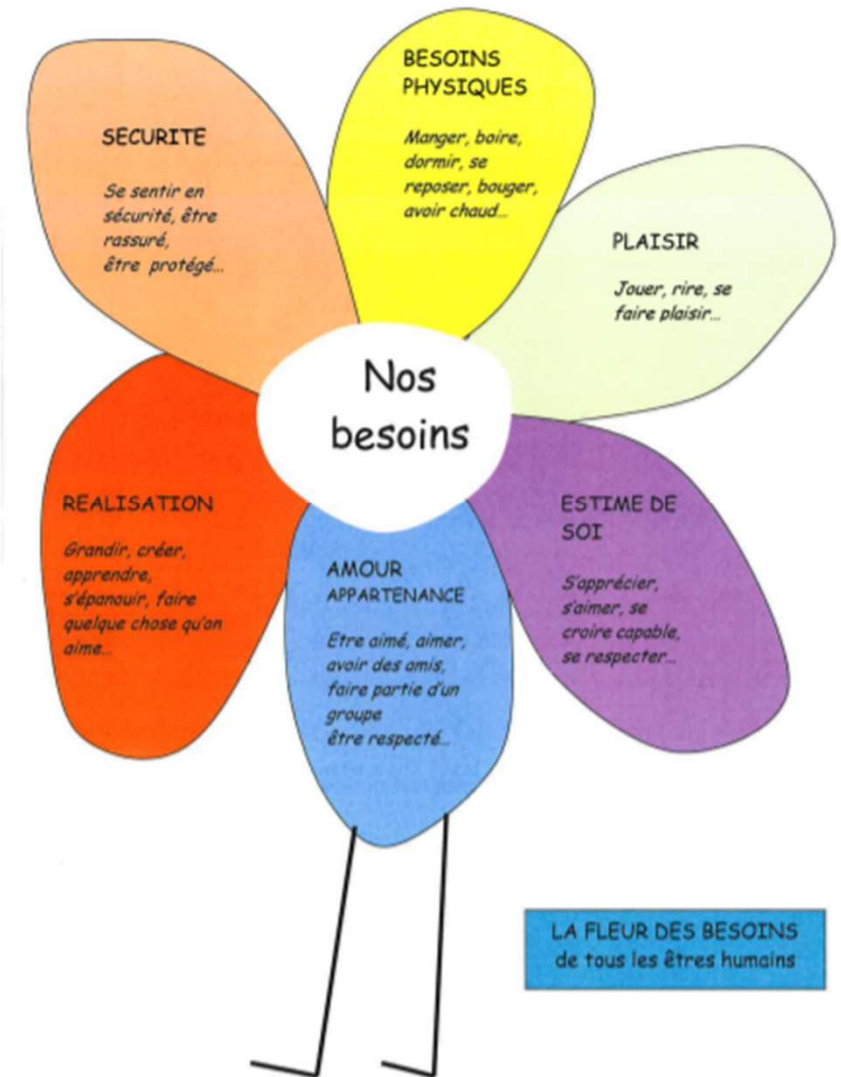 BESOINS
PHYSIQUES
Manger, boire,
dormir, se
reposer, bouger,
avoir chaud...
SECURITE
Se sentir en
sécurité, être
rassuré,
être protégé...
PLAISIR
Jouer, rire, se
faire plaisir...
Nos
besoins
REALISATION
Grandir, créer,
apprendre,
s'épanouir, faire
quelque chose qu'on
aime...
ESTIME DE
SOI
S'apprécier,
s'aimer, se
croire capable,
se respecter...
AMOUR
APPARTENANCE
Etre aimé, aimer,
avoir des amis,
faire partie d'un
groupe
être respecté...
LA FLEUR DES BESOINS
de tous les êtres humains